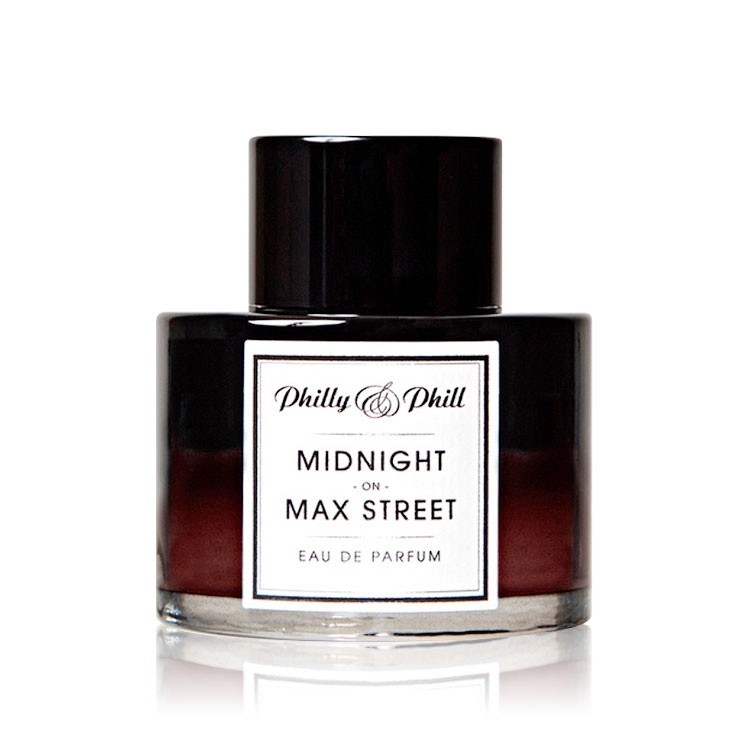 Philly & Phill
MIDNIGHT
- ON -
MAX STREET
EAU DE PARFUM